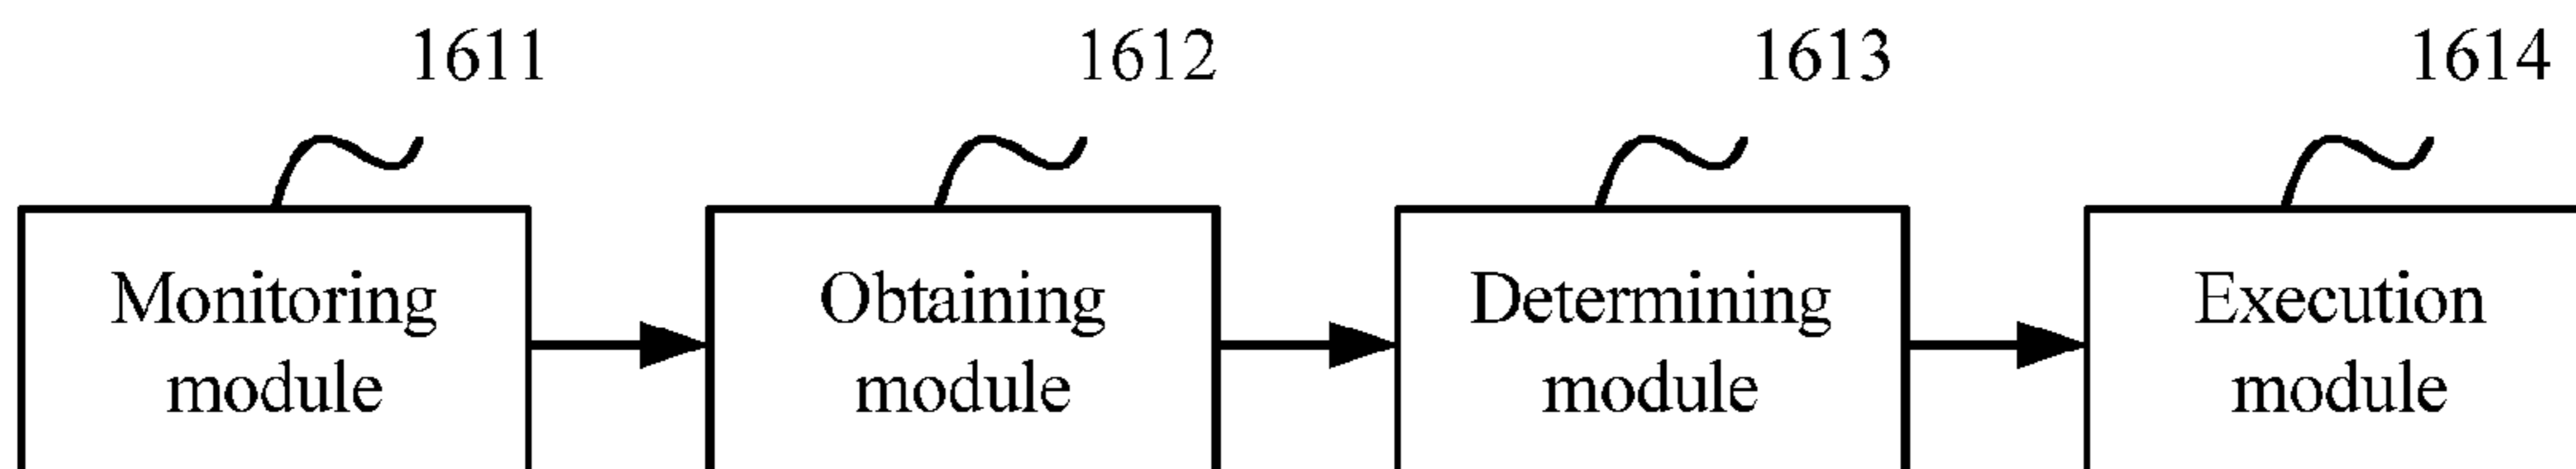 1611 1612 1613 1614
Monitoring Obtaining Determining Execution
module module module module